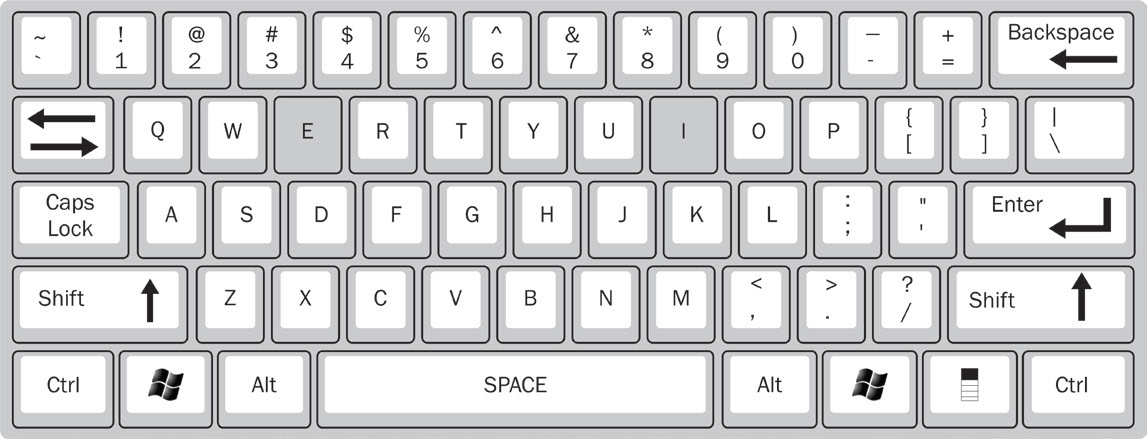 ~ ! @ # $ % ^ & * ( ) — + Backspace
` 1 2 3 4 5 6 7 8 9 0 - =
Q W E R T Y U I O P { } |
[ ] \
Caps Lock A S D F G H J K L : " Enter
; '
Shift Z X C V B N M < > ? Shift
, . /
Ctrl Alt SPACE Alt Ctrl